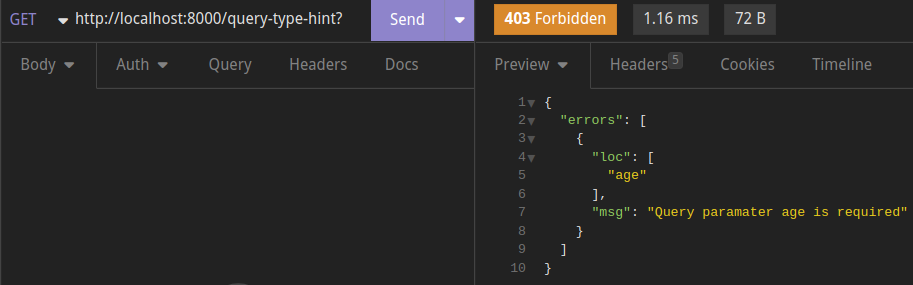 GET http://localhost:8000/query-type-hint? Send 403 Forbidden 1.16 ms 72 B
Body Auth Query Headers Docs Preview Headers 5 Cookies Timeline
1 {
2 "errors": [
3 {
4 "loc": [
5 "age"
6 ],
7 "msg": "Query paramater age is required"
8 }
9 ]
10 }